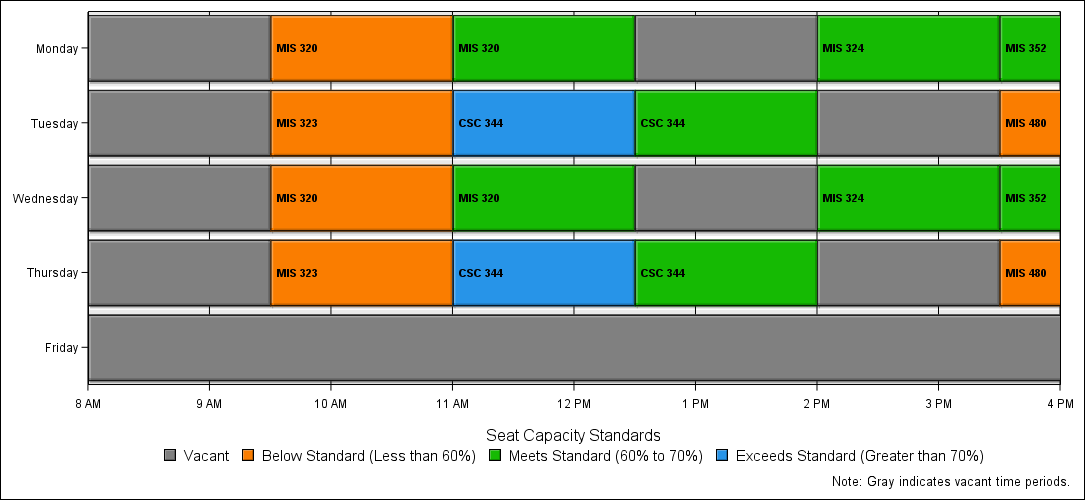 Monday MIS 320 MIS 320 MIS 324 MIS 352
Tuesday MIS 323 CSC 344 CSC 344 MIS 480
Wednesday MIS 320 MIS 320 MIS 324 MIS 352
Thursday MIS 323 CSC 344 CSC 344 MIS 480
Friday
8 AM 9 AM 10 AM 11 AM 12 PM 1 PM 2 PM 3 PM 4 PM
Seat Capacity Standards
Vacant Below Standard (Less than 60%) Meets Standard (60% to 70%) Exceeds Standard (Greater than 70%)
Note: Gray indicates vacant time periods.